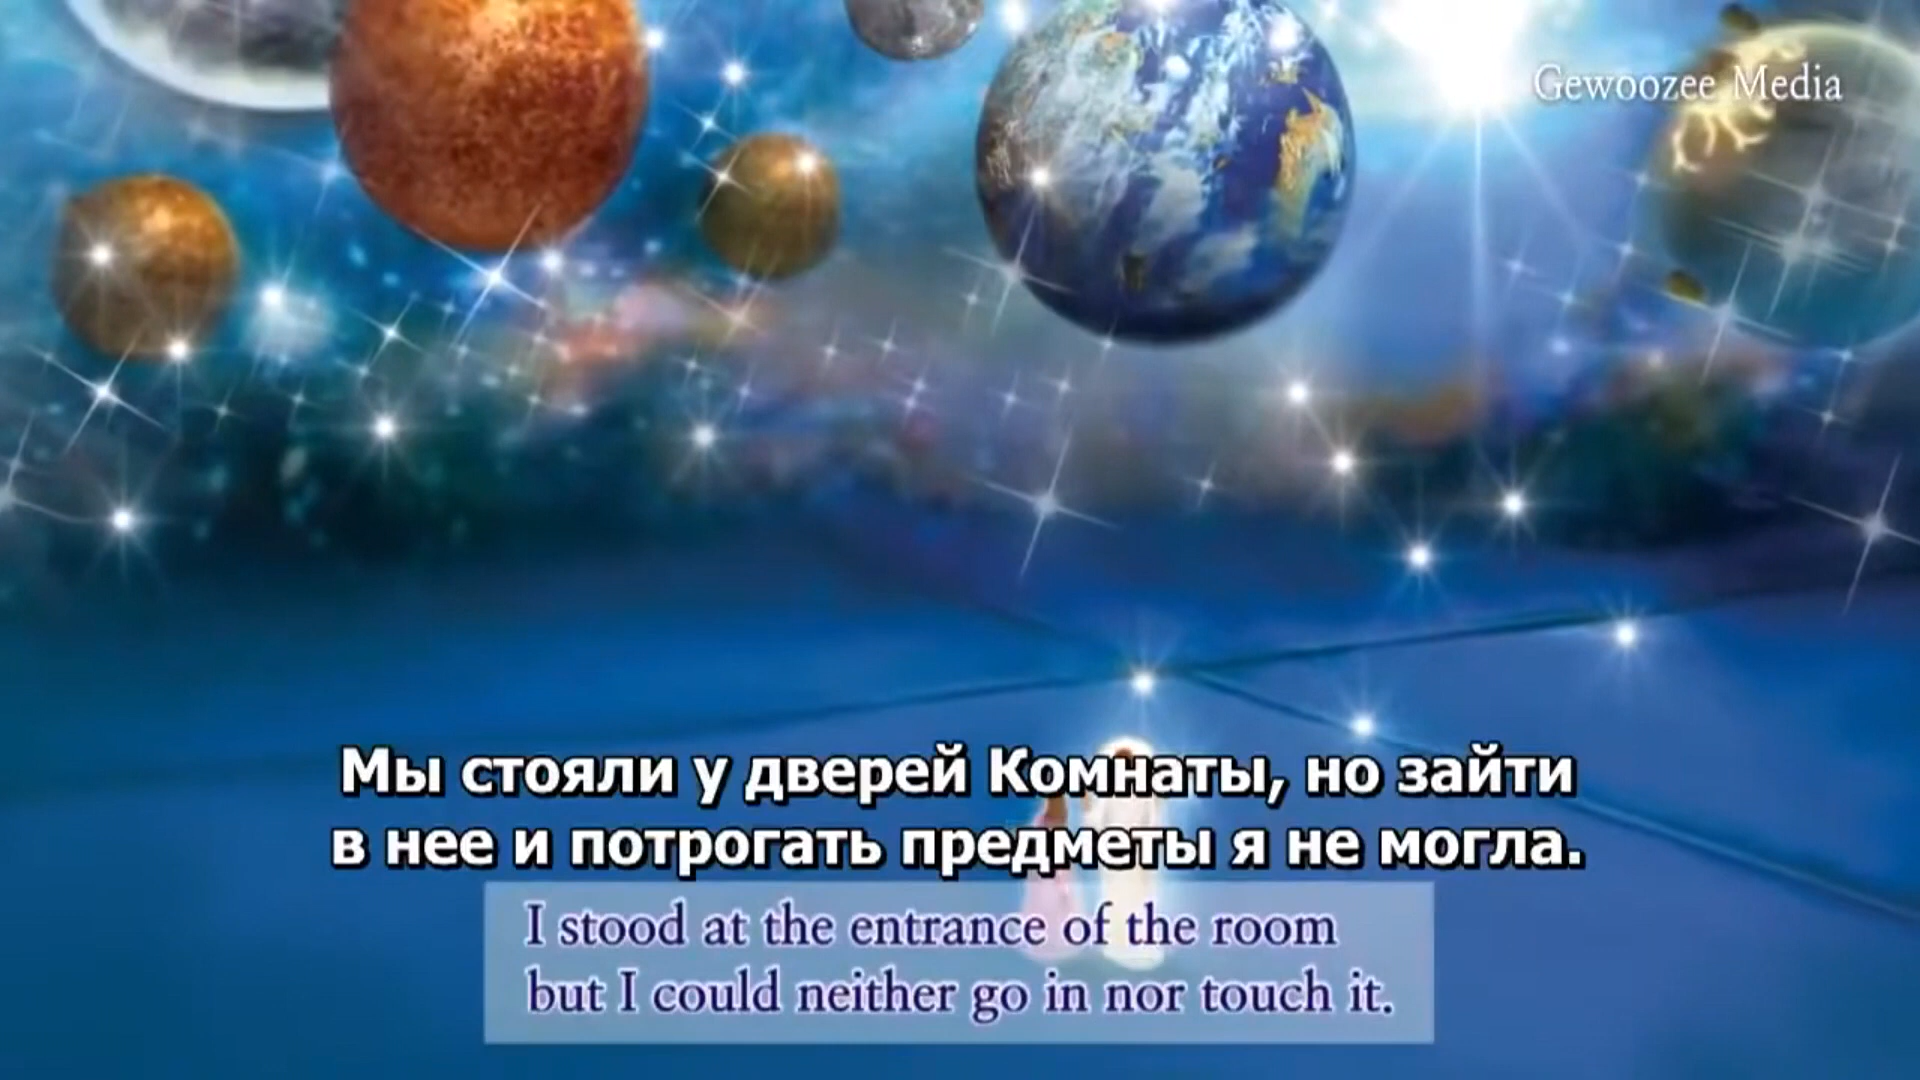 Gewoozee Media
Мы стояли у дверей Комнаты, но зайти
в нее и потрогать предметы я не могла.
I stood at the entrance of the room
but I could neither go in nor touch it.